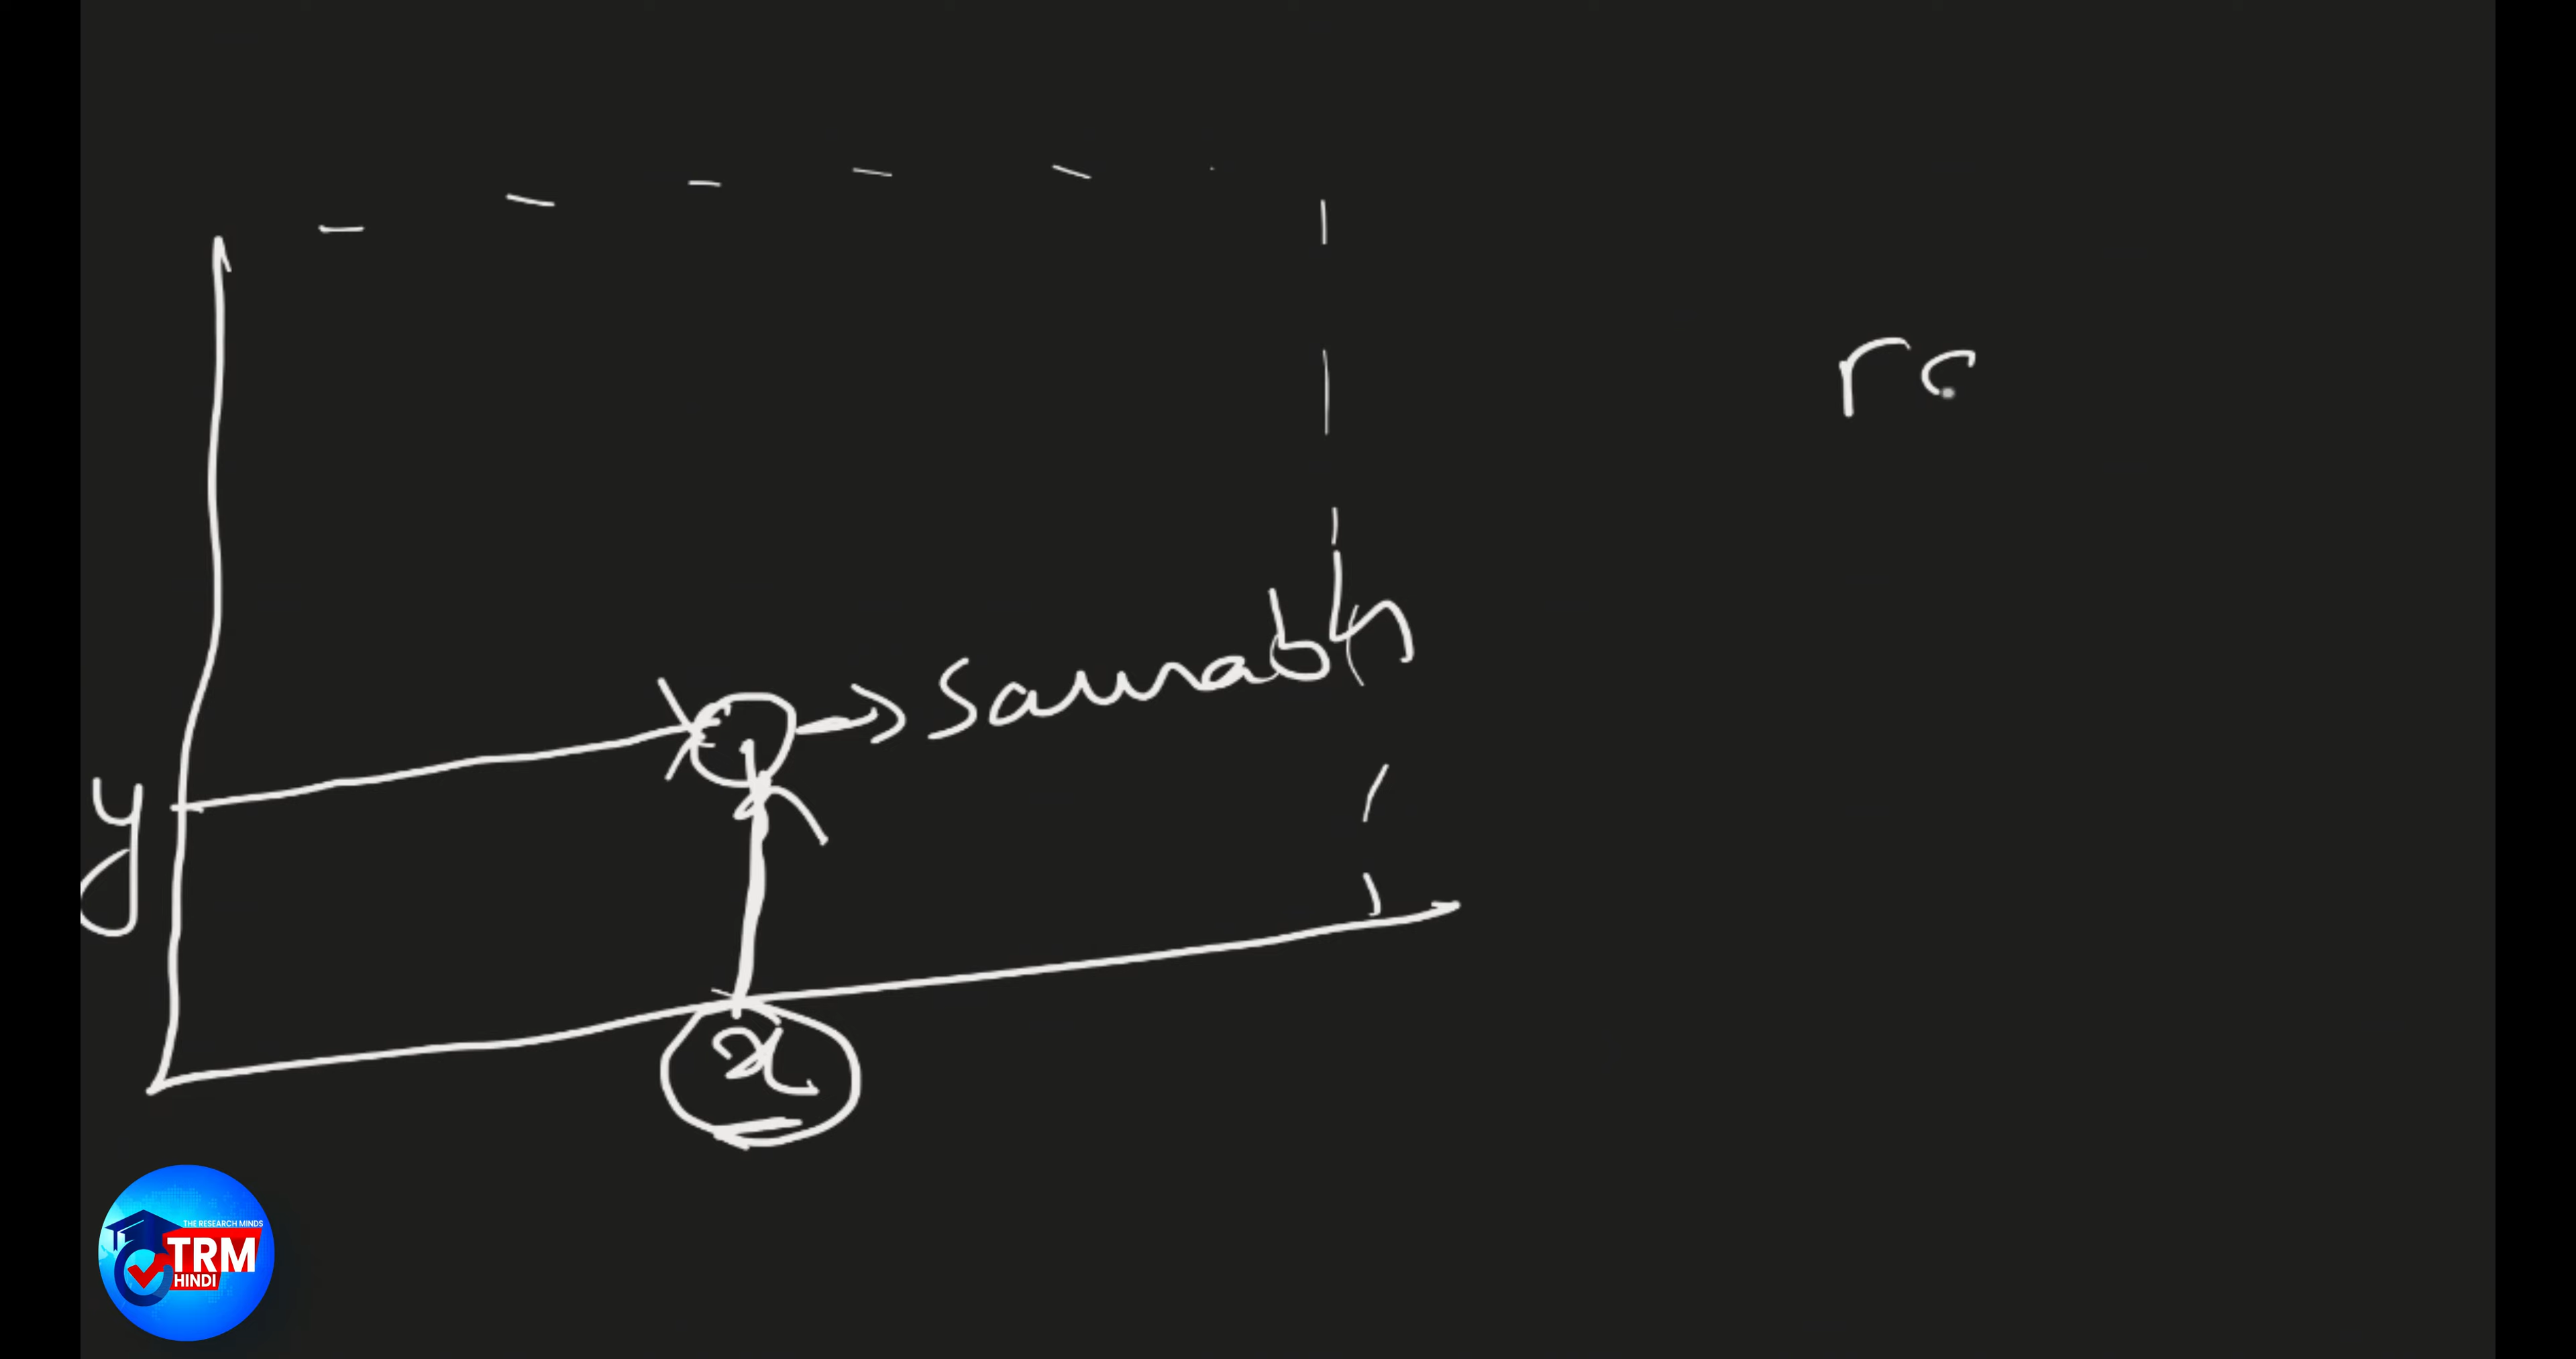 y
→ Saurabh
x
THE RESEARCH MINDS
TRM
HINDI